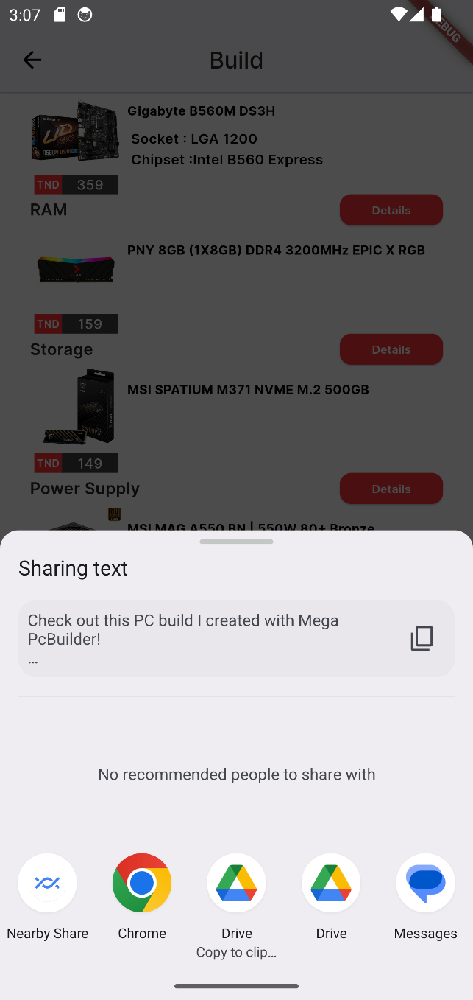 3:07
DEBUG
Build
Gigabyte B560M DS3H
Socket : LGA 1200
Chipset :Intel B560 Express
B560M DS3H
TND 359
RAM
Details
PNY 8GB (1X8GB) DDR4 3200MHz EPIC X RGB
TND 159
Storage
Details
MSI SPATIUM M371 NVME M.2 500GB
TND 149
Power Supply
Details
MSI MAG A550 BN | 550W 80+ Bronze
Sharing text
Check out this PC build I created with Mega
PcBuilder!
...
No recommended people to share with
Nearby Share
Chrome
Drive
Copy to clip...
Drive
Messages